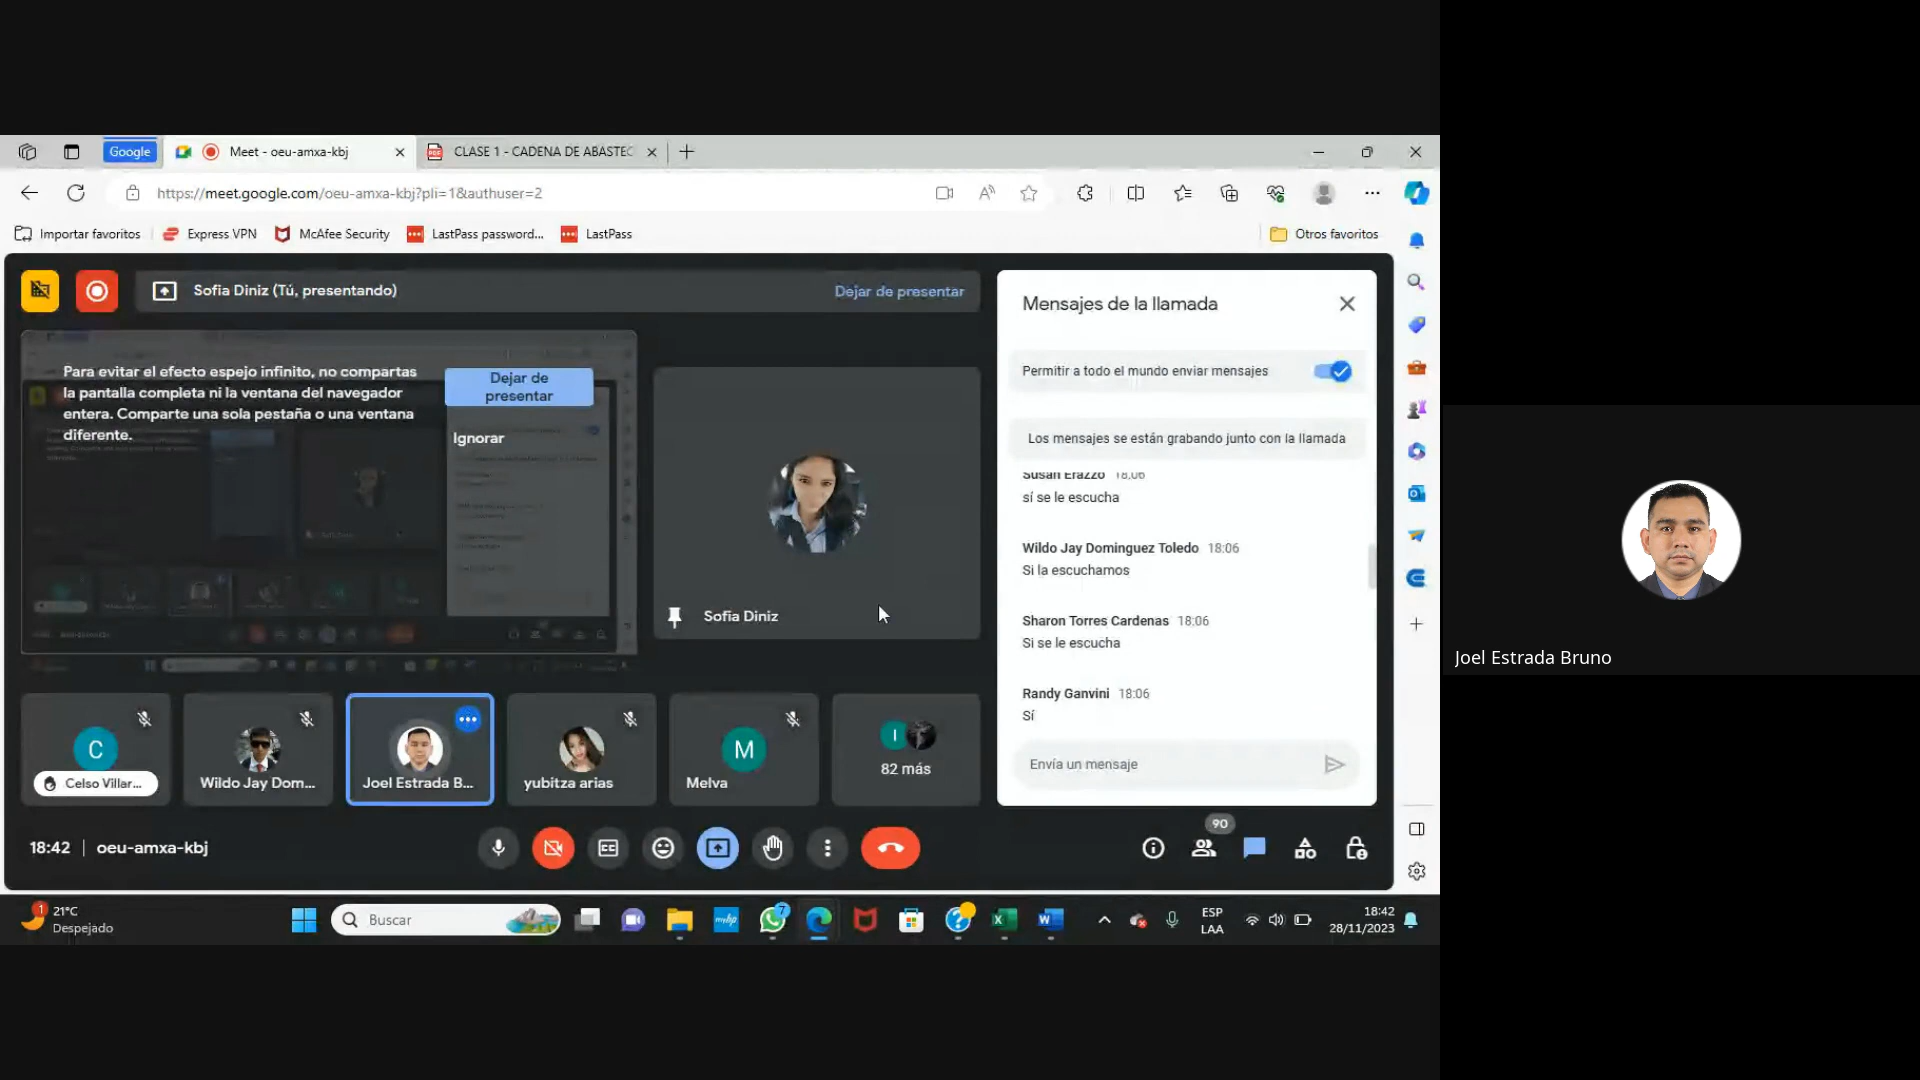 Google
Meet - oeu-amxa-kbj
CLASE 1 - CADENA DE ABASTEC
https://meet.google.com/oeu-amxa-kbj?pli=1&authuser=2
Importar favoritos
Express VPN
McAfee Security
LastPass password...
LastPass
Otros favoritos
Sofia Diniz (Tú, presentando)
Dejar de presentar
Para evitar el efecto espejo infinito, no compartas
la pantalla completa ni la ventana del navegador
entera. Comparte una sola pestaña o una ventana
diferente.
Dejar de
presentar
Ignorar
Sofia Diniz
Mensajes de la llamada
Permitir a todo el mundo enviar mensajes
Los mensajes se están grabando junto con la llamada
Susan Erazzo 18:06
sí se le escucha
Wildo Jay Dominguez Toledo 18:06
Si la escuchamos
Sharon Torres Cardenas 18:06
Si se le escucha
Randy Ganvini 18:06
Sí
Envía un mensaje
C
Celso Villar...
Wildo Jay Dom...
Joel Estrada B...
yubitza arias
M
Melva
I
82 más
18:42 | oeu-amxa-kbj
90
Joel Estrada Bruno
1
21°C
Despejado
Buscar
myhp
7
ESP
LAA
18:42
28/11/2023